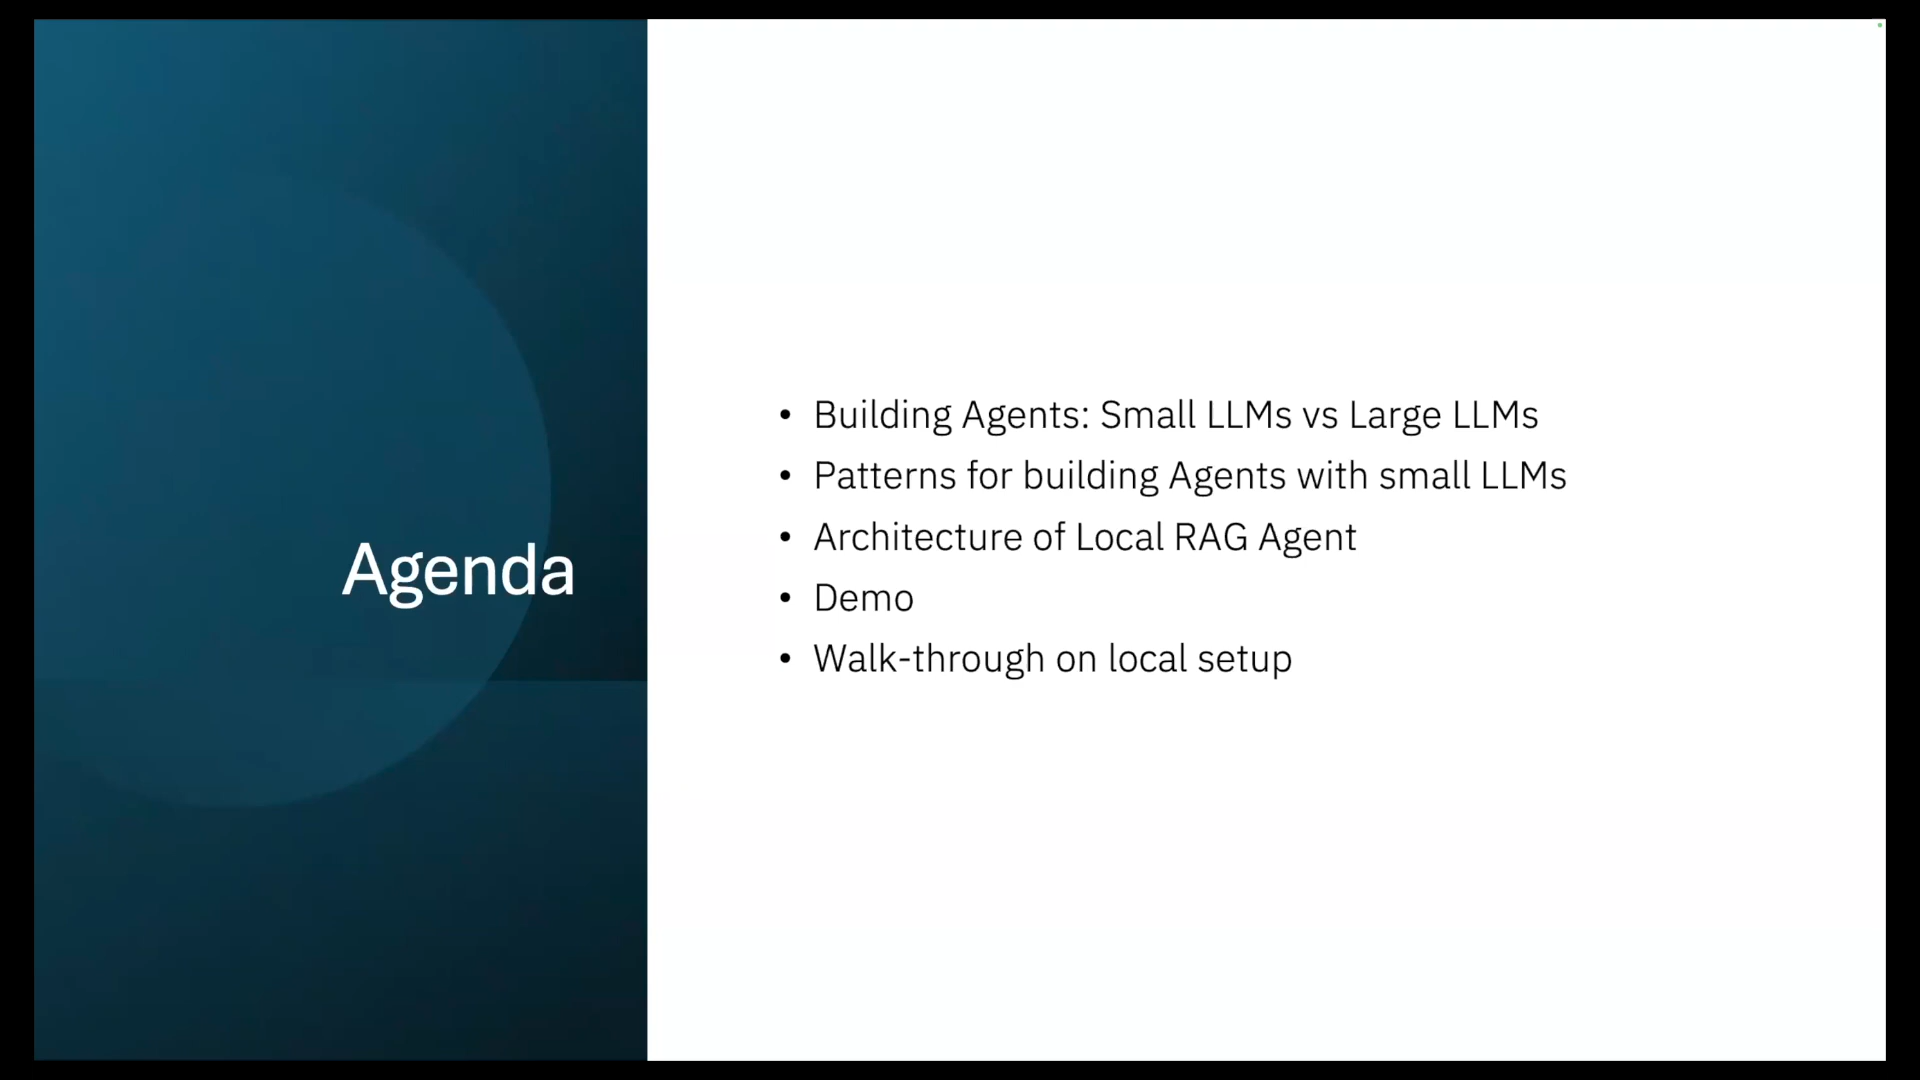 Agenda
• Building Agents: Small LLMs vs Large LLMs
• Patterns for building Agents with small LLMs
• Architecture of Local RAG Agent
• Demo
• Walk-through on local setup